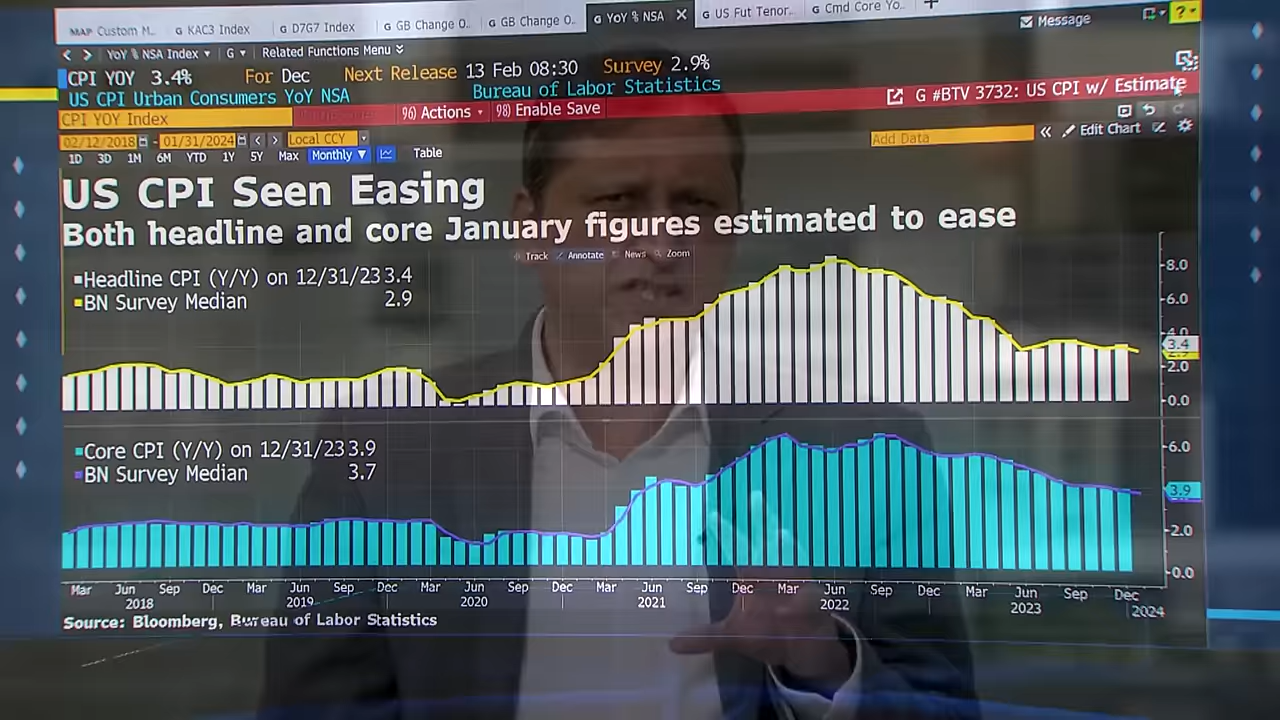 MAP Custom M.. G KAC3 Index G D7G7 Index G GB Change O.. G GB Change O.. G YoY % NSA ✕ G US Fut Tenor.. G Cmd Core Yo..
< > YoY % NSA Index ▾ G ▾ Related Functions Menu Message ?
CPI YOY 3.4% For Dec Next Release 13 Feb 08:30 Survey 2.9%
US CPI Urban Consumers YoY NSA Bureau of Labor Statistics
CPI YOY Index 96) Actions 98) Enable Save G #BTV 3732: US CPI w/ Estimate
02/12/2018 - 01/31/2024 < > Local CCY Add Data « Edit Chart
1D 3D 1M 6M YTD 1Y 5Y Max Monthly ▼ Table
US CPI Seen Easing
Both headline and core January figures estimated to ease
Track Annotate News Zoom
Headline CPI (Y/Y) on 12/31/23 3.4
BN Survey Median 2.9
8.0
6.0
4.0
3.4
2.9
2.0
0.0
Core CPI (Y/Y) on 12/31/23 3.9
BN Survey Median 3.7
6.0
3.9
2.0
0.0
Mar Jun Sep Dec Mar Jun Sep Dec Mar Jun Sep Dec Mar Jun Sep Dec Mar Jun Sep Dec Mar Jun Sep Dec
2018 2019 2020 2021 2022 2023 2024
Source: Bloomberg, Bureau of Labor Statistics